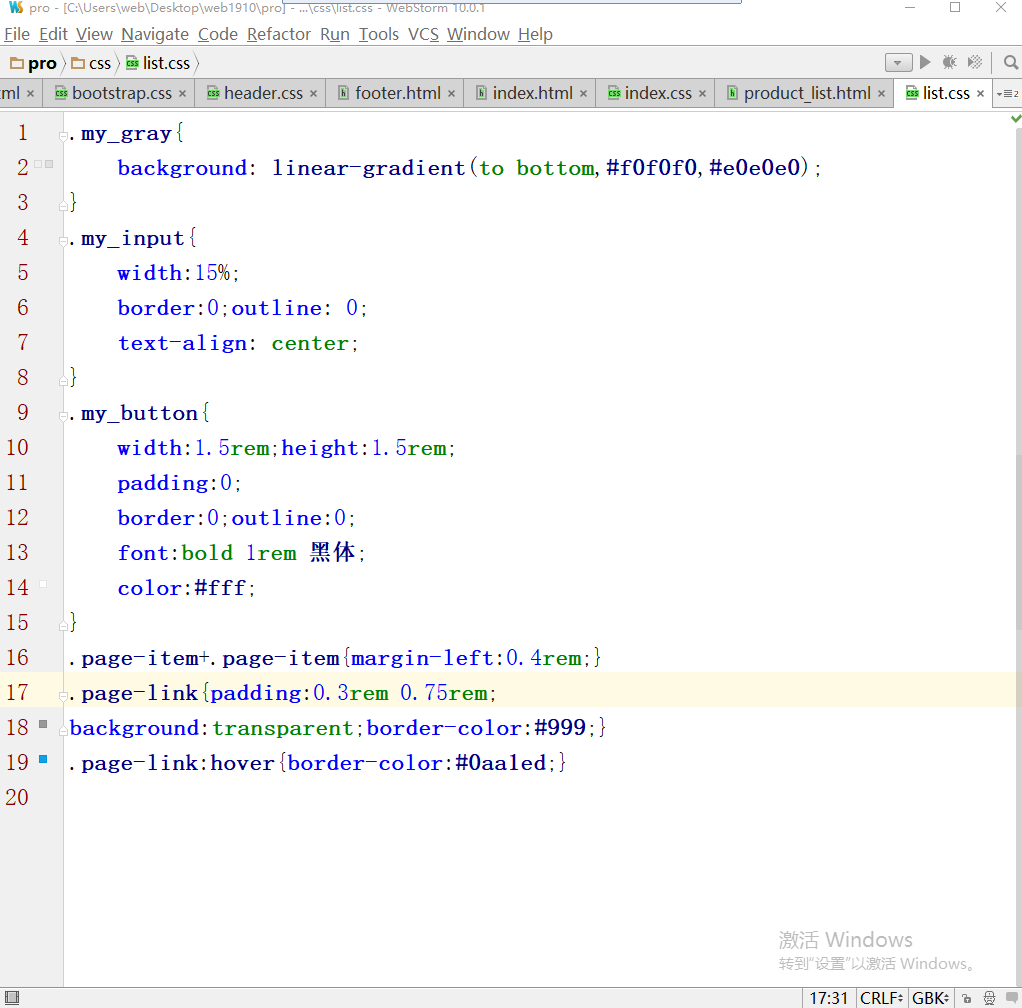 pro - [C:\Users\web\Desktop\web1910\pro] - ...\css\list.css - WebStorm 10.0.1
File Edit View Navigate Code Refactor Run Tools VCS Window Help
pro css list.css
ml × bootstrap.css × header.css × footer.html × index.html × index.css × product_list.html × list.css × 2
1 .my_gray{
2 background: linear-gradient(to bottom,#f0f0f0,#e0e0e0);
3 }
4 .my_input{
5 width:15%;
6 border:0;outline: 0;
7 text-align: center;
8 }
9 .my_button{
10 width:1.5rem;height:1.5rem;
11 padding:0;
12 border:0;outline:0;
13 font:bold 1rem 黑体;
14 color:#fff;
15 }
16 .page-item+.page-item{margin-left:0.4rem;}
17 .page-link{padding:0.3rem 0.75rem;
18 background:transparent;border-color:#999;}
19 .page-link:hover{border-color:#0aa1ed;}
20
激活 Windows
转到“设置”以激活 Windows。
17:31 CRLF GBK